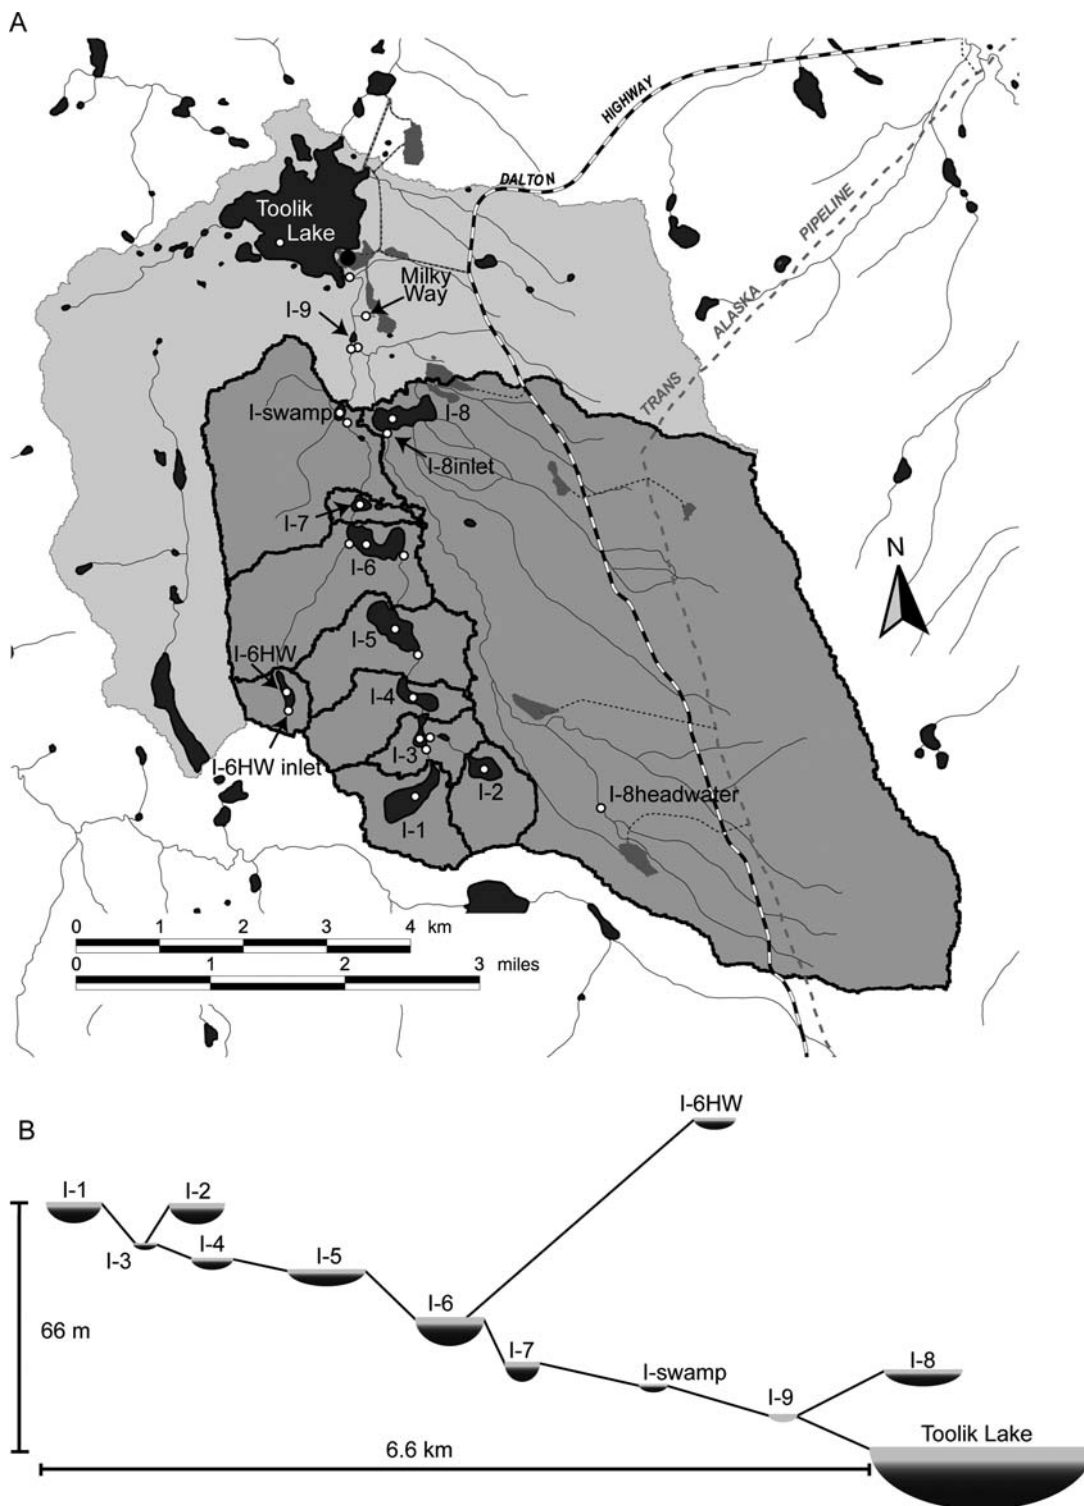 A
HIGHWAY
DALTON
Toolik
Lake
PIPELINE
Milky
Way
ALASKA
I-9
TRANS
I-swamp
I-8
I-8inlet
I-7
N
I-6
I-5
I-6HW
I-4
I-3
I-6HW inlet
I-2
I-8headwater
I-1
0 1 2 3 4 km
0 1 2 3 miles
B
I-6HW
I-1
I-2
I-3
I-4
I-5
I-6
66 m
I-7
I-swamp
I-8
I-9
Toolik Lake
6.6 km